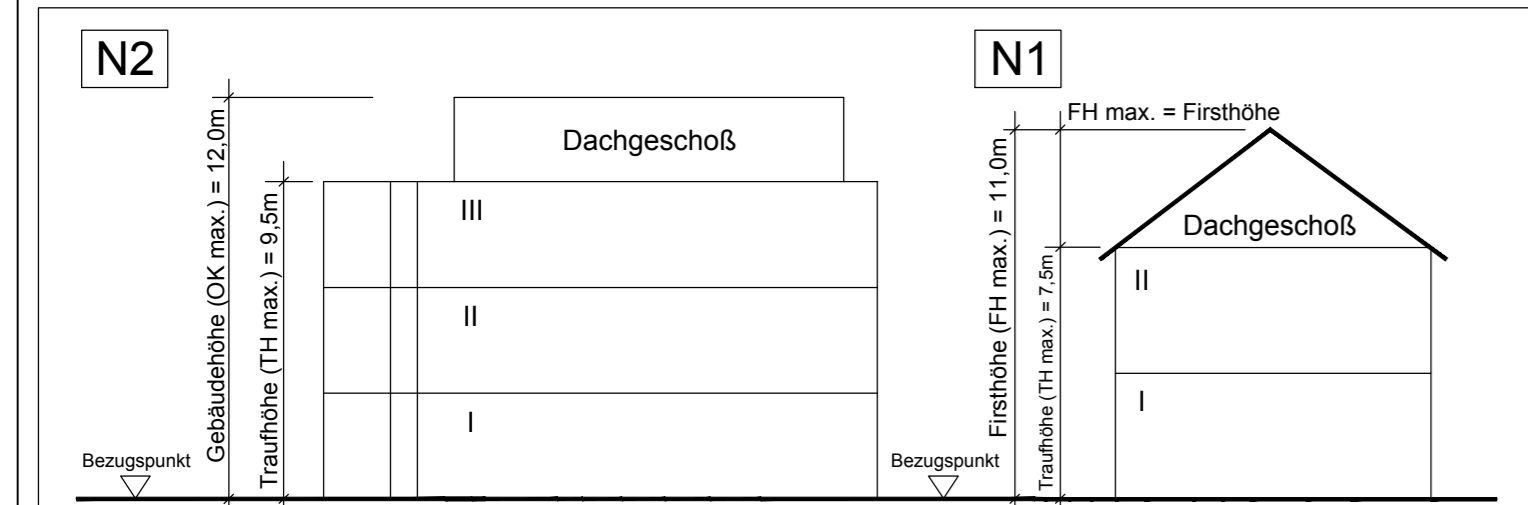 N2
Gebäudehöhe (OK max.) = 12,0m
Traufhöhe (TH max.) = 9,5m
Dachgeschoß
III
II
I
Bezugspunkt
N1
FH max. = Firsthöhe
Firsthöhe (FH max.) = 11,0m
Traufhöhe (TH max.) = 7,5m
Dachgeschoß
II
I
Bezugspunkt